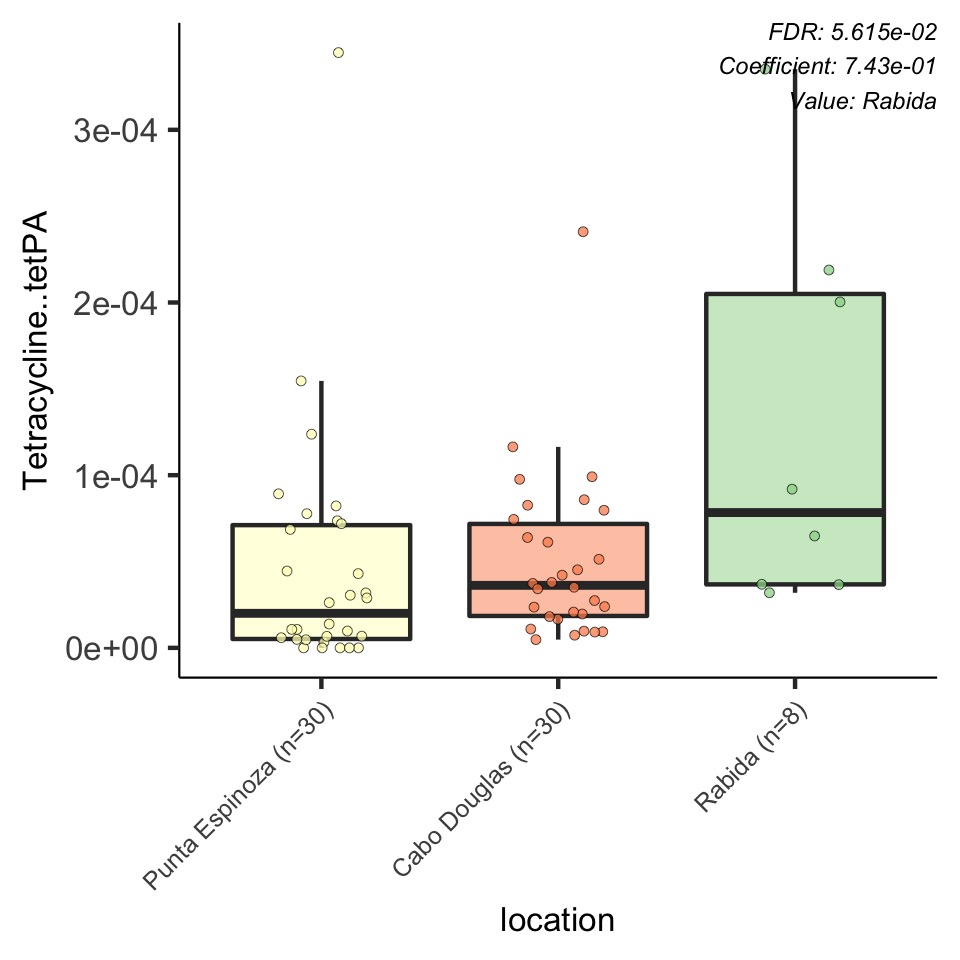 FDR: 5.615e-02
Coefficient: 7.43e-01
Value: Rabida
Tetracycline..tetPA
3e-04
2e-04
1e-04
0e+00
Punta Espinoza (n=30)
Cabo Douglas (n=30)
Rabida (n=8)
location